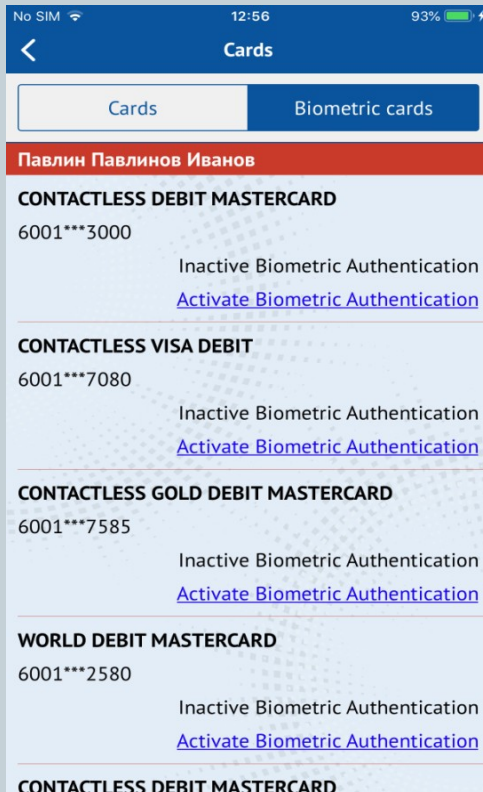 No SIM 12:56 93%
Cards
Cards Biometric cards
Павлин Павлинов Иванов
CONTACTLESS DEBIT MASTERCARD
6001***3000
Inactive Biometric Authentication
Activate Biometric Authentication
CONTACTLESS VISA DEBIT
6001***7080
Inactive Biometric Authentication
Activate Biometric Authentication
CONTACTLESS GOLD DEBIT MASTERCARD
6001***7585
Inactive Biometric Authentication
Activate Biometric Authentication
WORLD DEBIT MASTERCARD
6001***2580
Inactive Biometric Authentication
Activate Biometric Authentication
CONTACTLESS DEBIT MASTERCARD